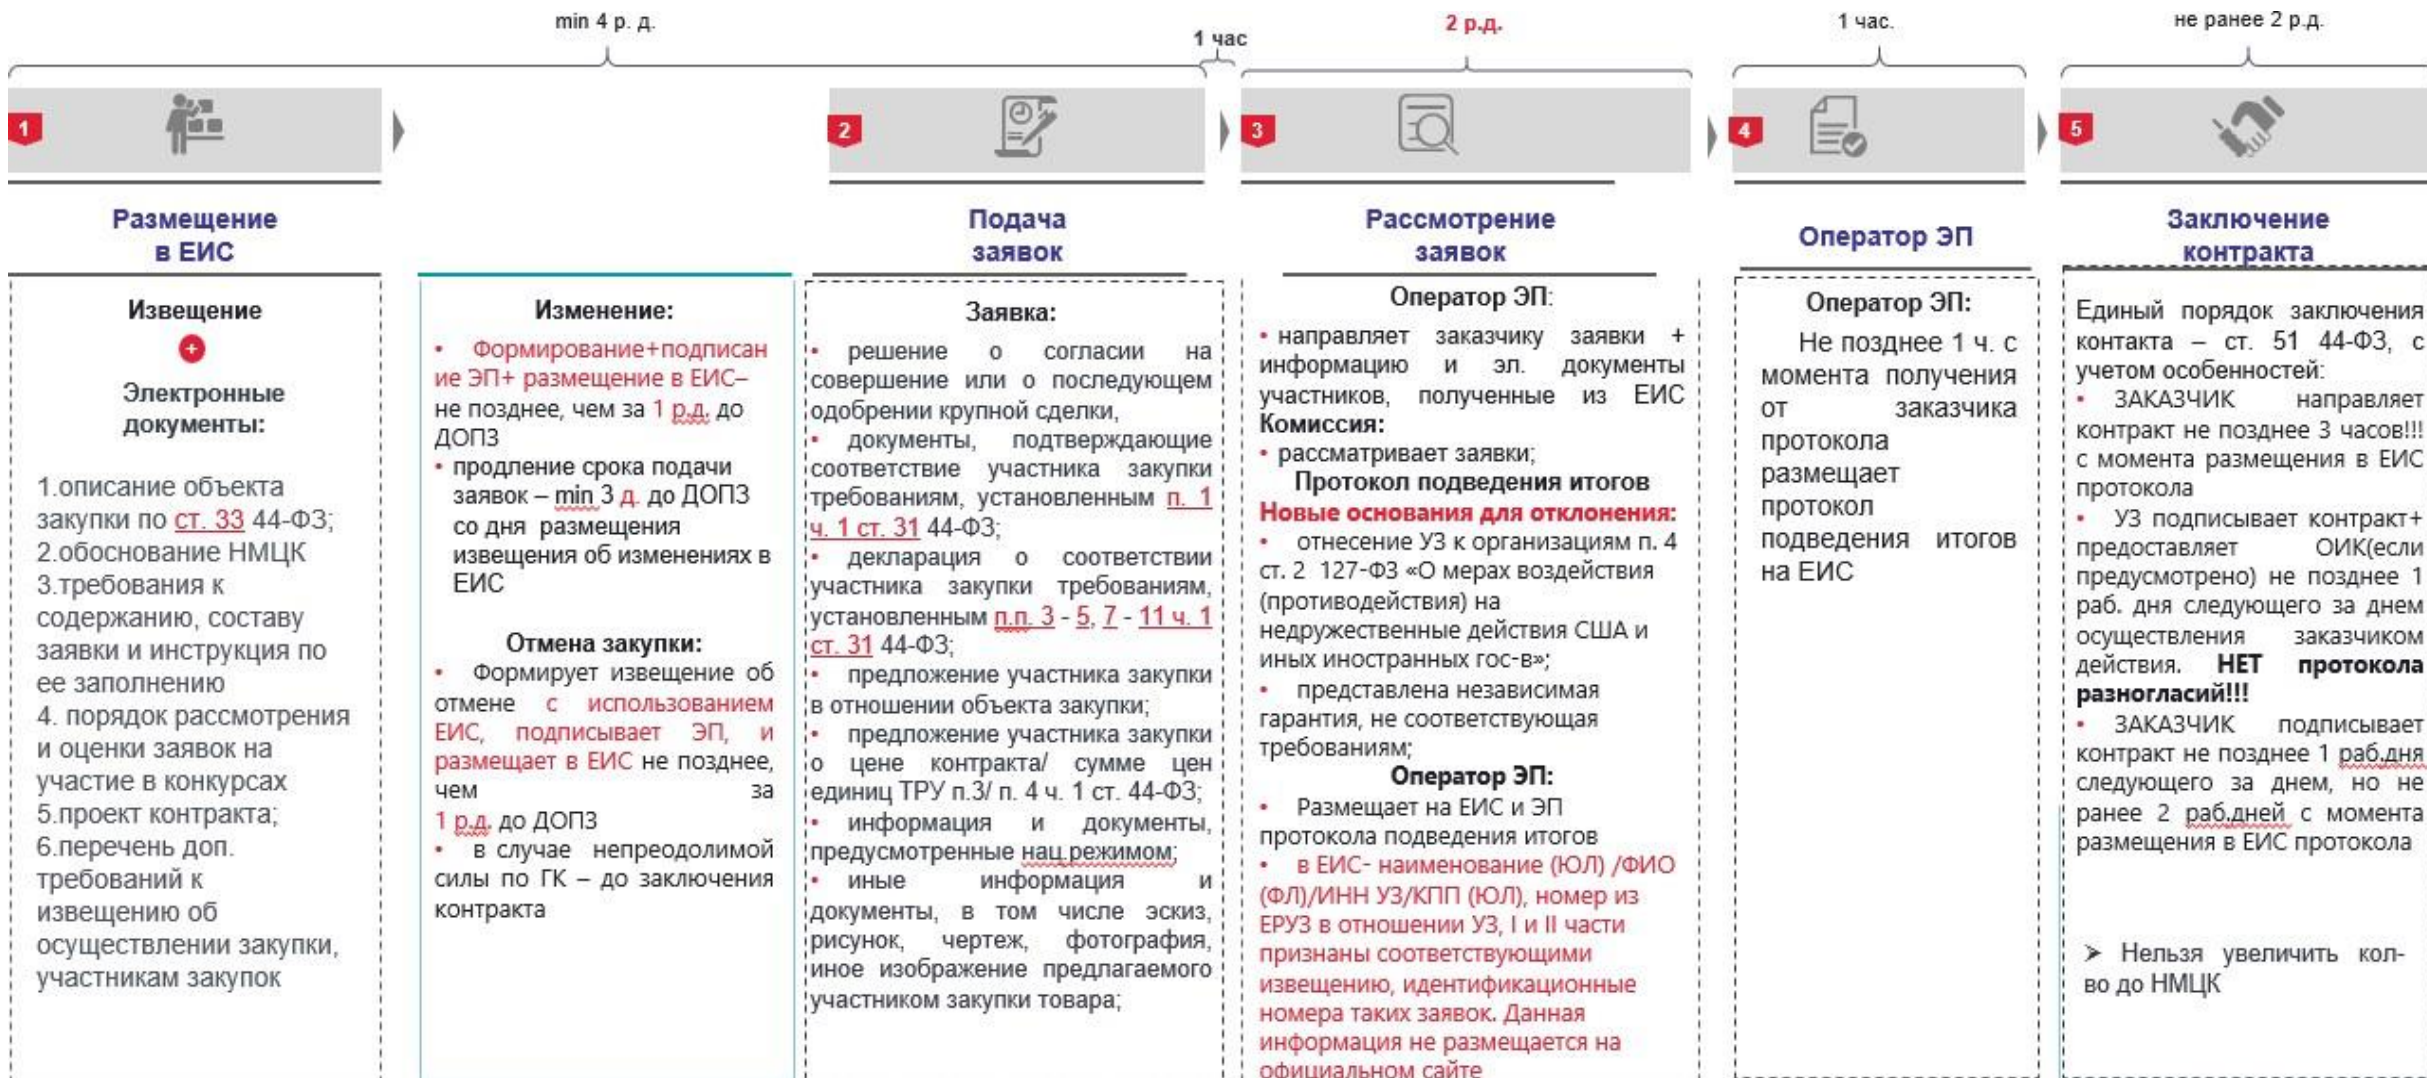 min 4 р. д.
1 час
2 р.д.
1 час.
не ранее 2 р.д.
1
2
3
4
5
Размещение
в ЕИС
Извещение
+
Электронные
документы:
1.описание объекта
закупки по ст. 33 44-ФЗ;
2.обоснование НМЦК
3.требования к
содержанию, составу
заявки и инструкция по
ее заполнению
4. порядок рассмотрения
и оценки заявок на
участие в конкурсах
5.проект контракта;
6.перечень доп.
требований к
извещению об
осуществлении закупки,
участникам закупок
Изменение:
• Формирование+подписан
ие ЭП+ размещение в ЕИС–
не позднее, чем за 1 р.д. до
ДОПЗ
• продление срока подачи
заявок – min 3 д. до ДОПЗ
со дня размещения
извещения об изменениях в
ЕИС
Отмена закупки:
• Формирует извещение об
отмене с использованием
ЕИС, подписывает ЭП, и
размещает в ЕИС не позднее,
чем за
1 р.д. до ДОПЗ
• в случае непреодолимой
силы по ГК – до заключения
контракта
Подача
заявок
Заявка:
• решение о согласии на
совершение или о последующем
одобрении крупной сделки,
• документы, подтверждающие
соответствие участника закупки
требованиям, установленным п. 1
ч. 1 ст. 31 44-ФЗ;
• декларация о соответствии
участника закупки требованиям,
установленным п.п. 3 - 5, 7 - 11 ч. 1
ст. 31 44-ФЗ;
• предложение участника закупки
в отношении объекта закупки;
• предложение участника закупки
о цене контракта/ сумме цен
единиц ТРУ п.3/ п. 4 ч. 1 ст. 44-ФЗ;
• информация и документы,
предусмотренные нац.режимом;
• иные информация и
документы, в том числе эскиз,
рисунок, чертеж, фотография,
иное изображение предлагаемого
участником закупки товара;
Рассмотрение
заявок
Оператор ЭП:
• направляет заказчику заявки +
информацию и эл. документы
участников, полученные из ЕИС
Комиссия:
• рассматривает заявки;
Протокол подведения итогов
Новые основания для отклонения:
• отнесение УЗ к организациям п. 4
ст. 2 127-ФЗ «О мерах воздействия
(противодействия) на
недружественные действия США и
иных иностранных гос-в»;
• представлена независимая
гарантия, не соответствующая
требованиям;
Оператор ЭП:
• Размещает на ЕИС и ЭП
протокола подведения итогов
• в ЕИС- наименование (ЮЛ) /ФИО
(ФЛ)/ИНН УЗ/КПП (ЮЛ), номер из
ЕРУЗ в отношении УЗ, I и II части
признаны соответствующими
извещению, идентификационные
номера таких заявок. Данная
информация не размещается на
официальном сайте
Оператор ЭП
Оператор ЭП:
Не позднее 1 ч. с
момента получения
от заказчика
протокола
размещает
протокол
подведения итогов
на ЕИС
Заключение
контракта
Единый порядок заключения
контакта – ст. 51 44-ФЗ, с
учетом особенностей:
• ЗАКАЗЧИК направляет
контракт не позднее 3 часов!!!
с момента размещения в ЕИС
протокола
• УЗ подписывает контракт+
предоставляет ОИК(если
предусмотрено) не позднее 1
раб. дня следующего за днем
осуществления заказчиком
действия. НЕТ протокола
разногласий!!!
• ЗАКАЗЧИК подписывает
контракт не позднее 1 раб.дня
следующего за днем, но не
ранее 2 раб.дней с момента
размещения в ЕИС протокола
➤ Нельзя увеличить кол-
во до НМЦК